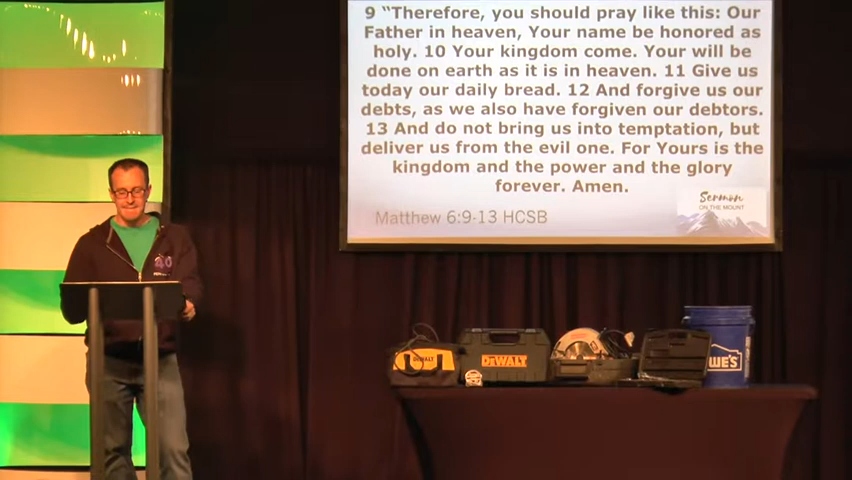 9 “Therefore, you should pray like this: Our
Father in heaven, Your name be honored as
holy. 10 Your kingdom come. Your will be
done on earth as it is in heaven. 11 Give us
today our daily bread. 12 And forgive us our
debts, as we also have forgiven our debtors.
13 And do not bring us into temptation, but
deliver us from the evil one. For Yours is the
kingdom and the power and the glory
forever. Amen.
Sermon
ON THE MOUNT
Matthew 6:9-13 HCSB
DEWALT
DEWALT
WE'S